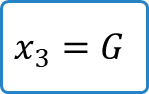 x₃ = G